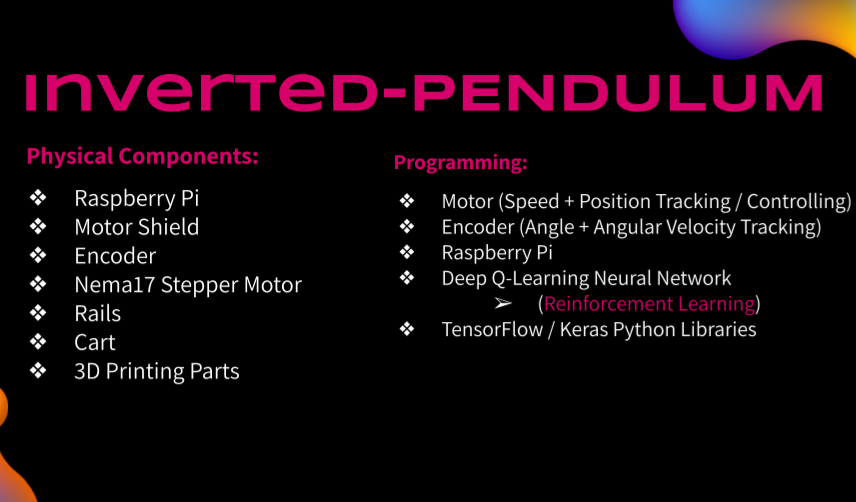 Inverted-Pendulum
Physical Components:
❖ Raspberry Pi
❖ Motor Shield
❖ Encoder
❖ Nema17 Stepper Motor
❖ Rails
❖ Cart
❖ 3D Printing Parts
Programming:
❖ Motor (Speed + Position Tracking / Controlling)
❖ Encoder (Angle + Angular Velocity Tracking)
❖ Raspberry Pi
❖ Deep Q-Learning Neural Network
➢ (Reinforcement Learning)
❖ TensorFlow / Keras Python Libraries